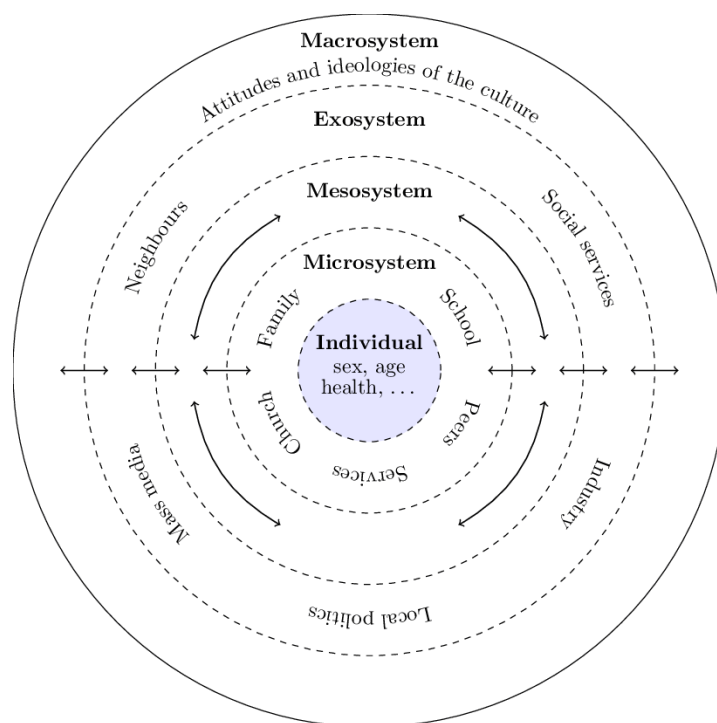 Macrosystem
Attitudes and ideologies of the culture
Exosystem
Mesosystem
Neighbours
Social services
Microsystem
Family
School
Individual
sex, age
health, …
Church
Peers
Services
Mass media
Industry
Local politics